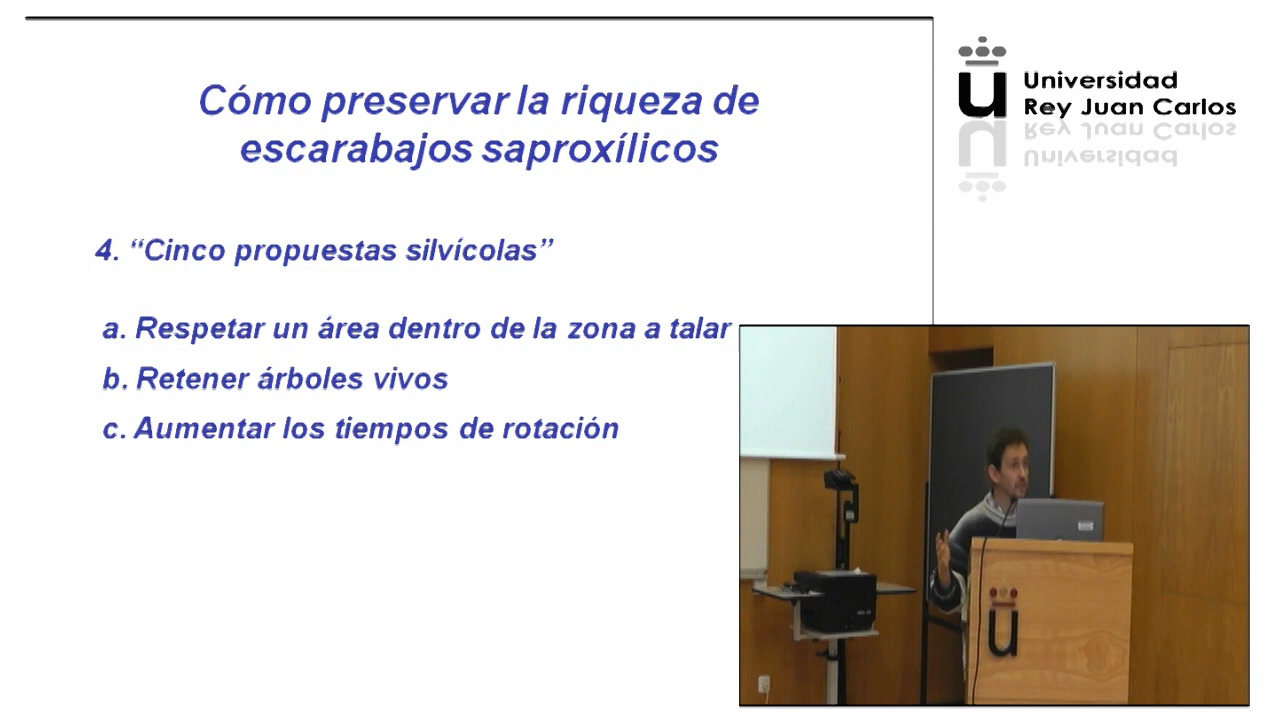 Cómo preservar la riqueza de
escarabajos saproxílicos
4. “Cinco propuestas silvícolas”
a. Respetar un área dentro de la zona a talar
b. Retener árboles vivos
c. Aumentar los tiempos de rotación
Universidad
Rey Juan Carlos